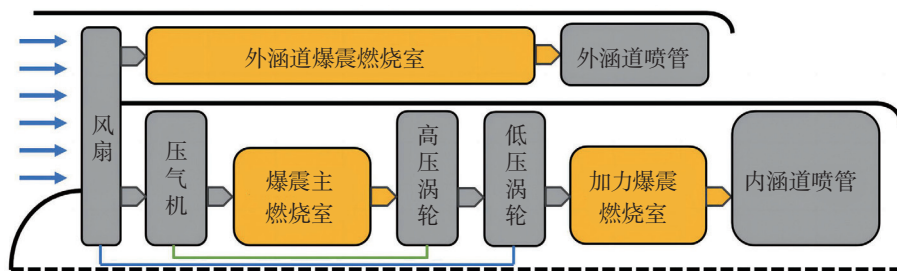 外涵道爆震燃烧室
外涵道喷管
风扇
压气机
爆震主
燃烧室
高压涡轮
低压涡轮
加力爆震
燃烧室
内涵道喷管